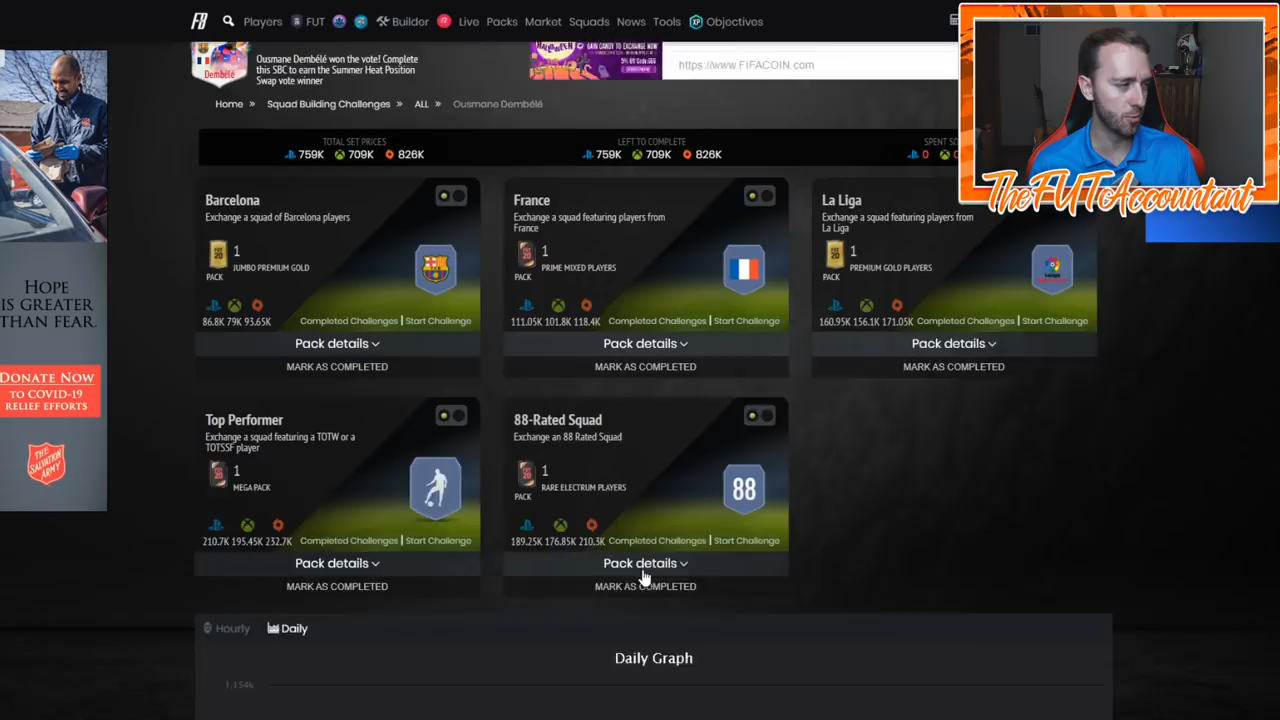 FB Players FUT Builder Live Packs Market Squads News Tools XP Objectives
Dembélé
Ousmane Dembélé won the vote! Complete
this SBC to earn the Summer Heat Position
Swap vote winner
GAIN CANDY TO EXCHANGE NOW
https://www.FIFACOIN.com
Home » Squad Building Challenges » ALL » Ousmane Dembélé
TOTAL SET PRICES
759K 709K 826K
LEFT TO COMPLETE
759K 709K 826K
SPENT SO
0
Barcelona
Exchange a squad of Barcelona players
1
PACK JUMBO PREMIUM GOLD
86.8K 79K 93.65K
Completed Challenges | Start Challenge
Pack details
MARK AS COMPLETED
France
Exchange a squad featuring players from
France
1
PACK PRIME MIXED PLAYERS
111.05K 101.8K 118.4K
Completed Challenges | Start Challenge
Pack details
MARK AS COMPLETED
La Liga
Exchange a squad featuring players from
La Liga
1
PACK PREMIUM GOLD PLAYERS
160.95K 156.1K 171.05K
Completed Challenges | Start Challenge
Pack details
MARK AS COMPLETED
Top Performer
Exchange a squad featuring a TOTW or a
TOTSSF player
1
MEGA PACK
210.7K 195.45K 232.7K
Completed Challenges | Start Challenge
Pack details
MARK AS COMPLETED
88-Rated Squad
Exchange an 88 Rated Squad
1
PACK RARE ELECTRUM PLAYERS
88
189.25K 176.85K 210.3K
Completed Challenges | Start Challenge
Pack details
MARK AS COMPLETED
Hourly Daily
Daily Graph
1,154k
TheFUTAccountant
HOPE
IS GREATER
THAN FEAR.
DONATE NOW
TO COVID-19
RELIEF EFFORTS
THE
SALVATION
ARMY